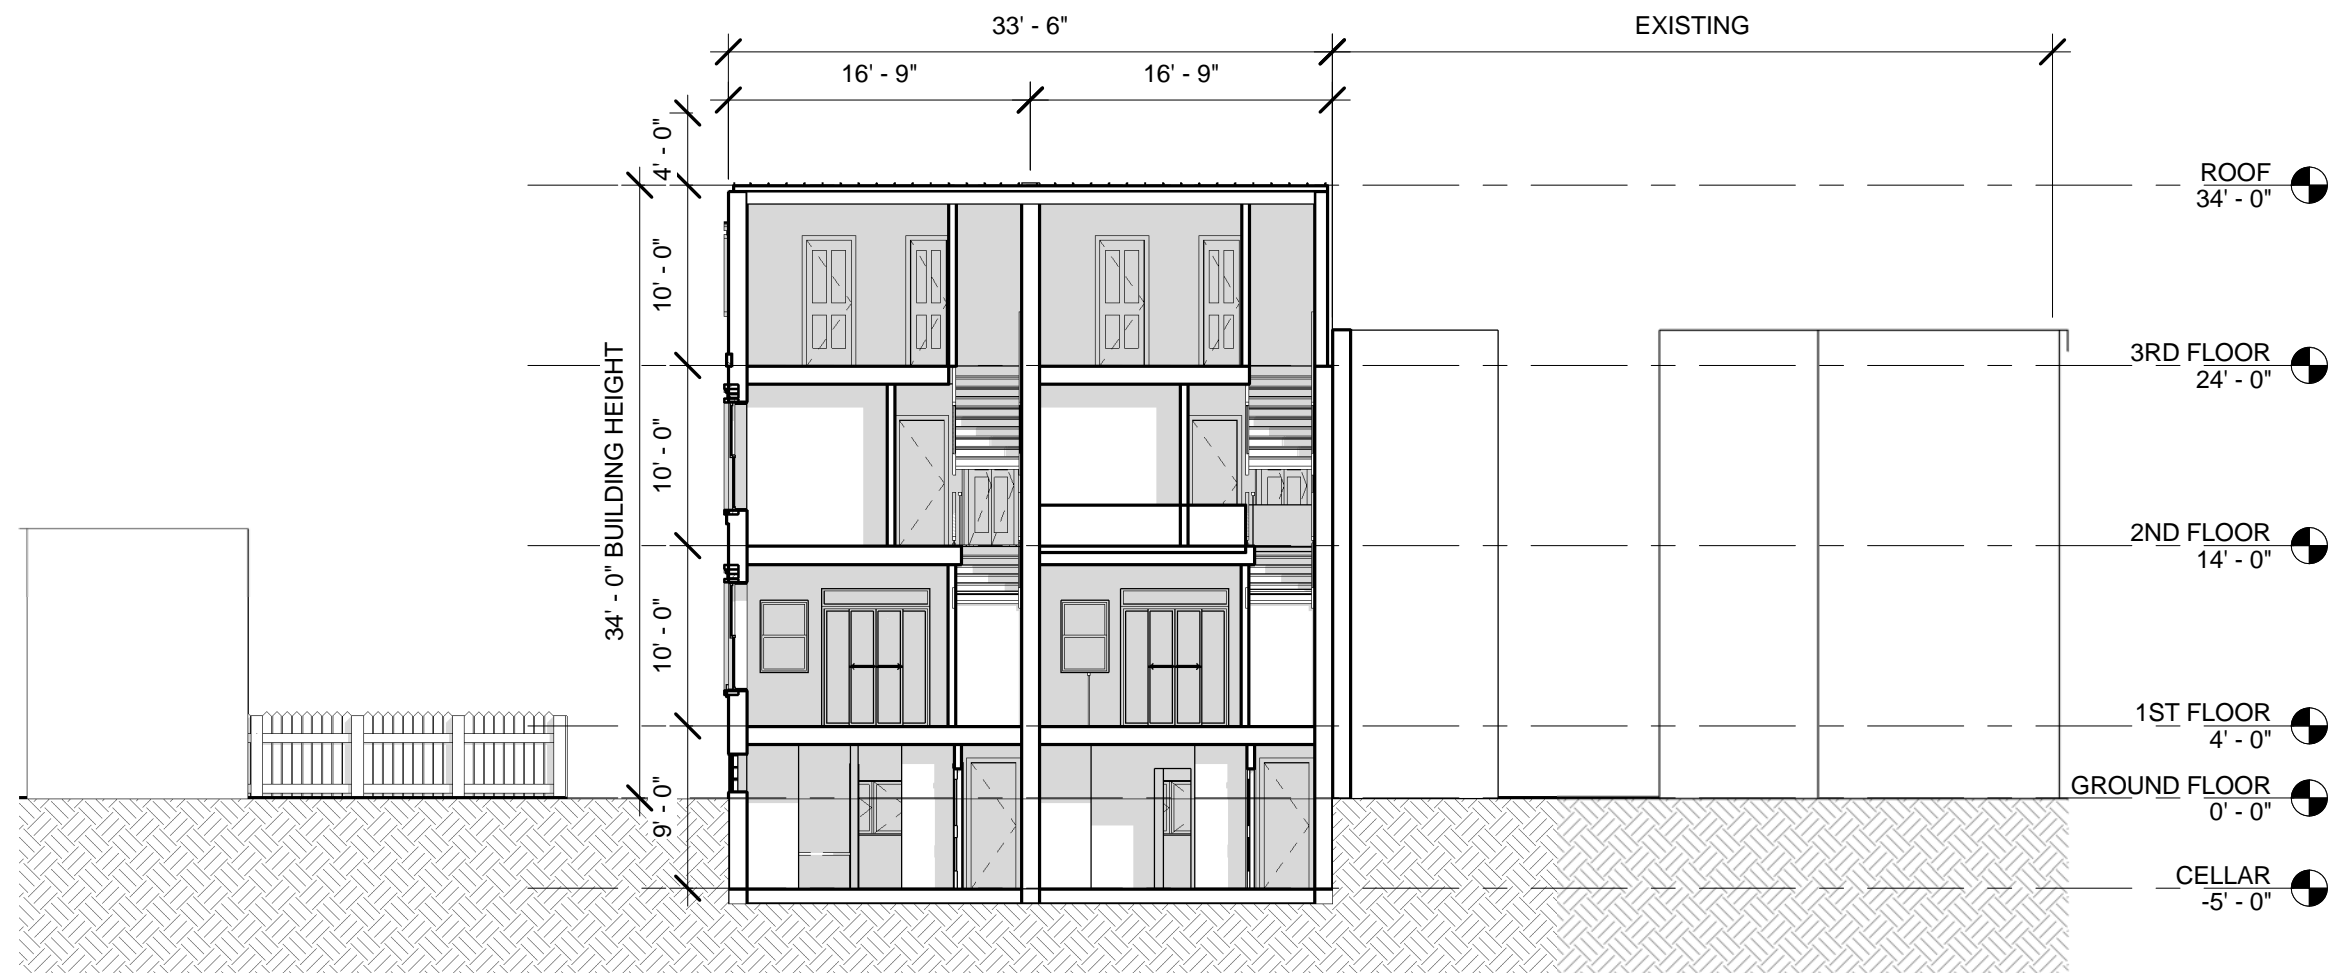 33' - 6"
EXISTING
16' - 9"
16' - 9"
4' - 0"
10' - 0"
10' - 0"
10' - 0"
9' - 0"
34' - 0" BUILDING HEIGHT
ROOF
34' - 0"
3RD FLOOR
24' - 0"
2ND FLOOR
14' - 0"
1ST FLOOR
4' - 0"
GROUND FLOOR
0' - 0"
CELLAR
-5' - 0"